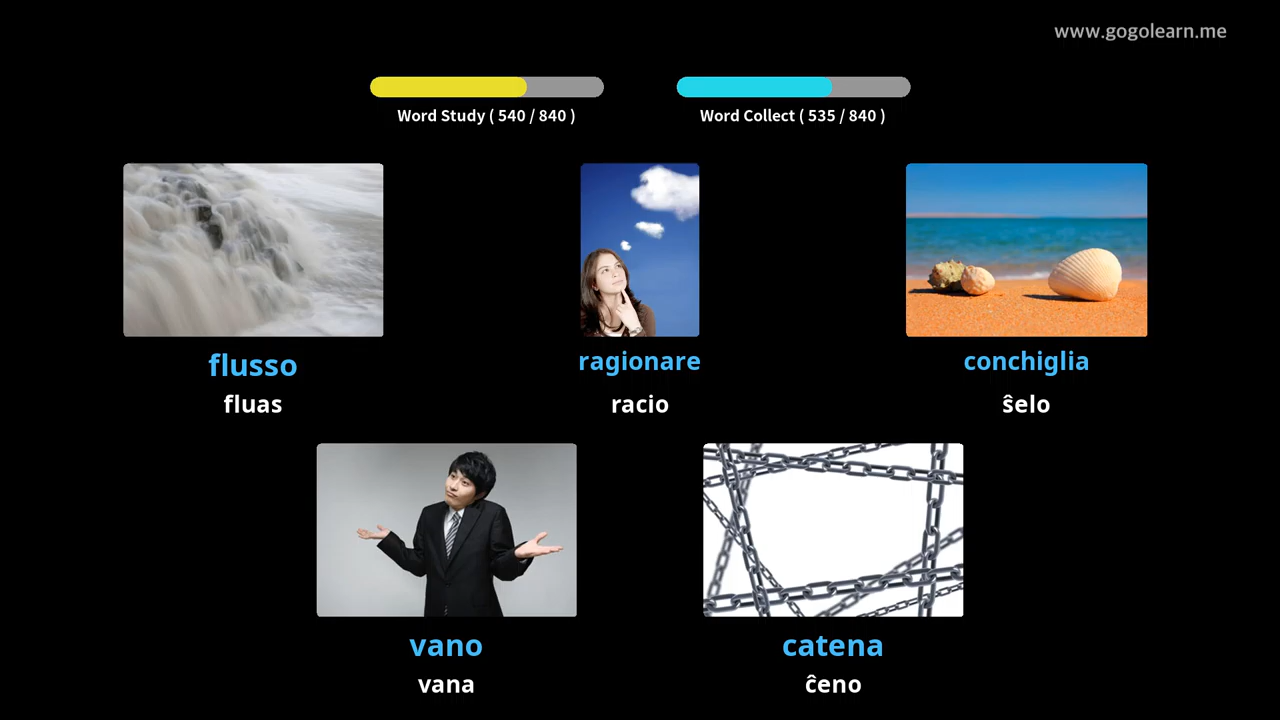 www.gogolearn.me
Word Study ( 540 / 840 )
Word Collect ( 535 / 840 )
flusso
ragionare
conchiglia
fluas
racio
ŝelo
vano
catena
vana
ĉeno